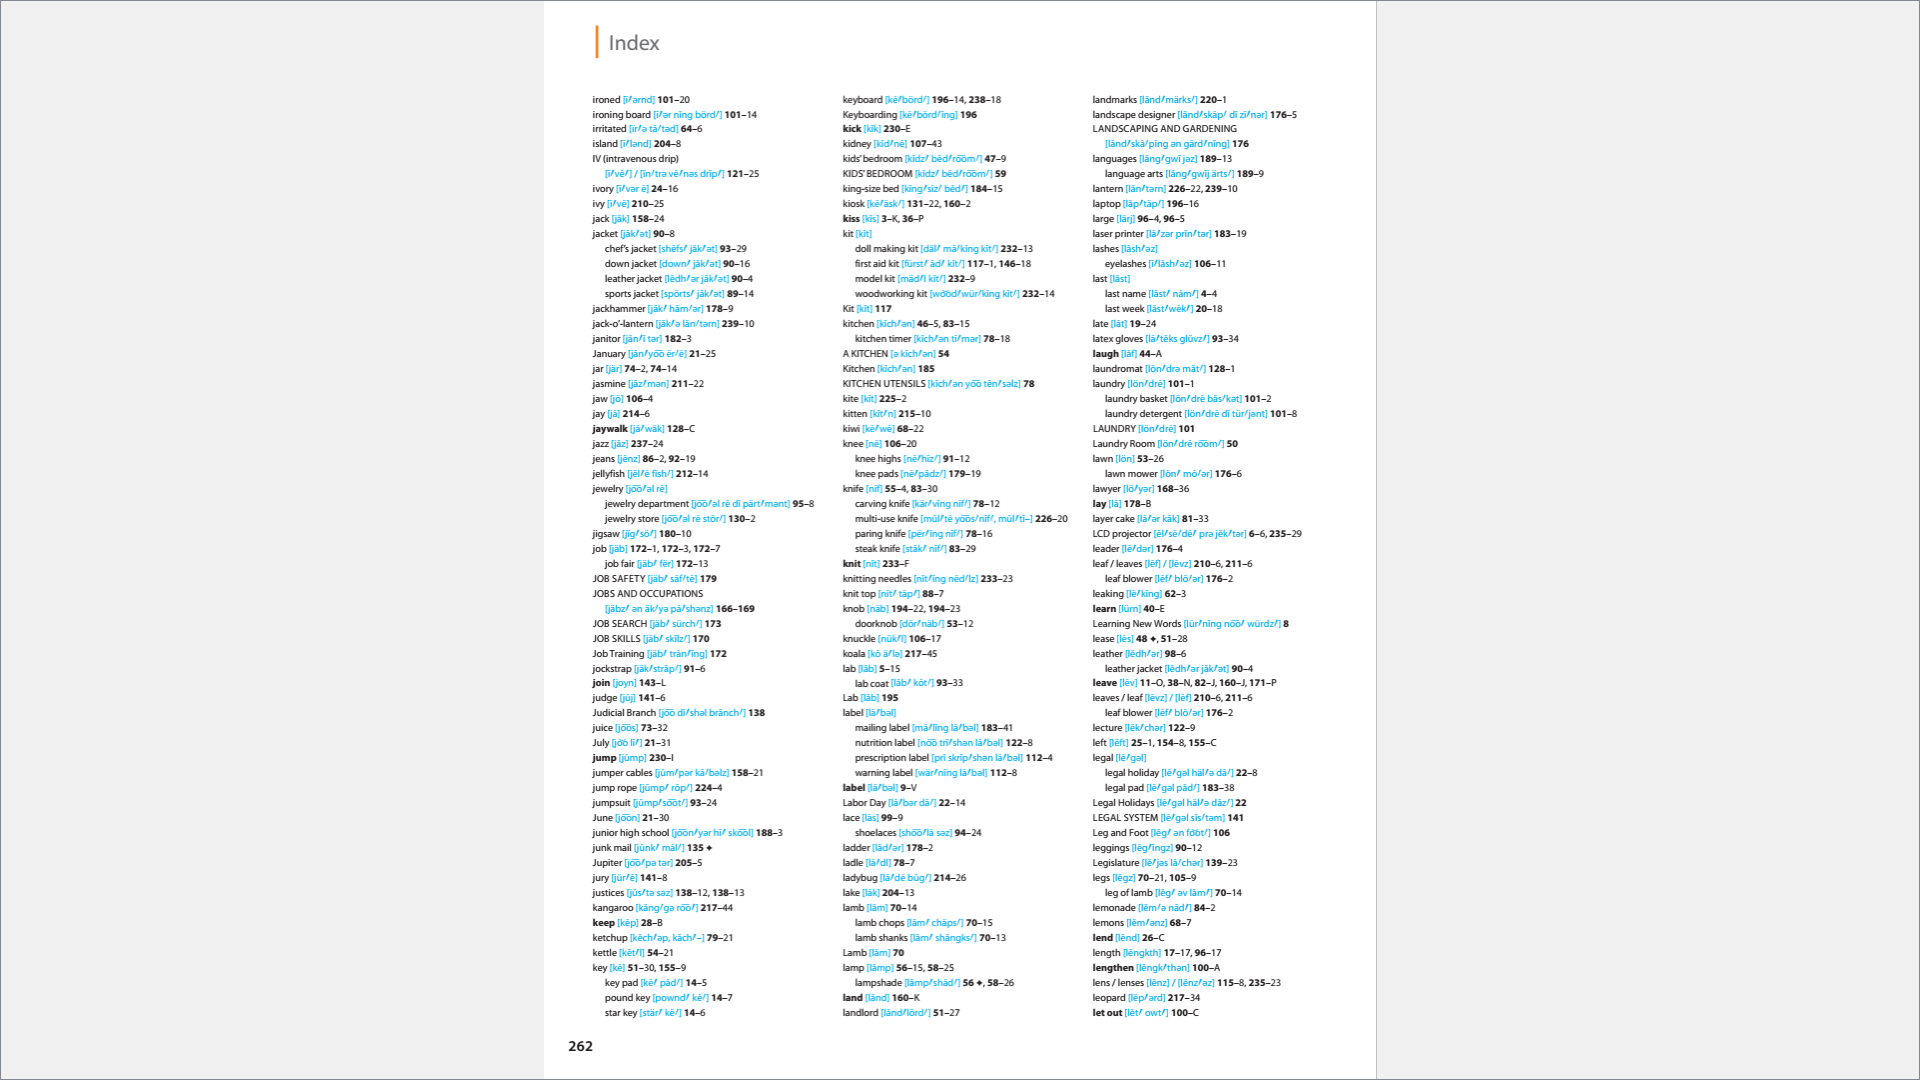 Index
ironed [ī′ərnd] 101–20
ironing board [ī′ər nĭng börd′] 101–14
irritated [ĭr′ə tā′təd] 64–6
island [ī′lənd] 204–8
IV (intravenous drip)
[ī′vē′] / [ĭn′trə vē′nəs drĭp′] 121–25
ivory [ī′vər ē] 24–16
ivy [ī′vē] 210–25
jack [jăk] 158–24
jacket [jăk′ət] 90–8
chef's jacket [shĕfs′ jăk′ət] 93–29
down jacket [down′ jăk′ət] 90–16
leather jacket [lĕdh′ər jăk′ət] 90–4
sports jacket [spörts′ jăk′ət] 89–14
jackhammer [jăk′ hăm′ər] 178–9
jack-o'-lantern [jăk′ə lăn′tərn] 239–10
janitor [jăn′ĭ tər] 182–3
January [jăn′yo͞o ĕr′ē] 21–25
jar [jär] 74–2, 74–14
jasmine [jăz′mən] 211–22
jaw [jö] 106–4
jay [jā] 214–6
jaywalk [jā′wäk] 128–C
jazz [jăz] 237–24
jeans [jēnz] 86–2, 92–19
jellyfish [jĕl′ē fĭsh′] 212–14
jewelry [jo͞o′əl rē]
jewelry department [jo͞o′əl rē dĭ pärt′mənt] 95–8
jewelry store [jo͞o′əl rē stör′] 130–2
jigsaw [jĭg′sö′] 180–10
job [jäb] 172–1, 172–3, 172–7
job fair [jäb′ fër] 172–13
JOB SAFETY [jäb′ sāf′tē] 179
JOBS AND OCCUPATIONS
[jäbz′ ən äk′yə pā′shənz] 166–169
JOB SEARCH [jäb′ sürch′] 173
JOB SKILLS [jäb′ skĭlz′] 170
Job Training [jäb′ trān′ĭng] 172
jockstrap [jäk′străp′] 91–6
join [joyn] 143–L
judge [jŭj] 141–6
Judicial Branch [jo͞o dĭ′shəl brănch′] 138
juice [jo͞os] 73–32
July [jo͝o lī′] 21–31
jump [jŭmp] 230–I
jumper cables [jŭm′pər kā′bəlz] 158–21
jump rope [jŭmp′ rōp′] 224–4
jumpsuit [jŭmp′so͞ot′] 93–24
June [jo͞on] 21–30
junior high school [jo͞on′yər hī′ sko͞ol] 188–3
junk mail [jŭnk′ māl′] 135 ✦
Jupiter [jo͞o′pə tər] 205–5
jury [jür′ē] 141–8
justices [jŭs′tə səz] 138–12, 138–13
kangaroo [kăng′gə ro͞o′] 217–44
keep [kēp] 28–B
ketchup [kĕch′əp, kăch′–] 79–21
kettle [kĕt′l] 54–21
key [kē] 51–30, 155–9
key pad [kē′ păd′] 14–5
pound key [pownd′ kē′] 14–7
star key [stär′ kē′] 14–6
keyboard [kē′börd′] 196–14, 238–18
Keyboarding [kē′börd′ĭng] 196
kick [kĭk] 230–E
kidney [kĭd′nē] 107–43
kids' bedroom [kĭdz′ bĕd′ro͞om′] 47–9
KIDS' BEDROOM [kĭdz′ bĕd′ro͞om′] 59
king-size bed [kĭng′sīz′ bĕd′] 184–15
kiosk [kē′äsk′] 131–22, 160–2
kiss [kĭs] 3–K, 36–P
kit [kĭt]
doll making kit [däl′ mā′kĭng kĭt′] 232–13
first aid kit [fürst′ ād′ kĭt′] 117–1, 146–18
model kit [mäd′l kĭt′] 232–9
woodworking kit [wo͝od′wür′kĭng kĭt′] 232–14
Kit [kĭt] 117
kitchen [kĭch′ən] 46–5, 83–15
kitchen timer [kĭch′ən tī′mər] 78–18
A KITCHEN [ə kĭch′ən] 54
Kitchen [kĭch′ən] 185
KITCHEN UTENSILS [kĭch′ən yo͞o tĕn′səlz] 78
kite [kīt] 225–2
kitten [kĭt′n] 215–10
kiwi [kē′wē] 68–22
knee [nē] 106–20
knee highs [nē′hīz′] 91–12
knee pads [nē′pădz′] 179–19
knife [nīf] 55–4, 83–30
carving knife [kär′vĭng nīf′] 78–12
multi-use knife [mŭl′tē yo͞os′nīf′, mŭl′tī–] 226–20
paring knife [për′ĭng nīf′] 78–16
steak knife [stāk′ nīf′] 83–29
knit [nĭt] 233–F
knitting needles [nĭt′ĭng nēd′lz] 233–23
knit top [nĭt′ täp′] 88–7
knob [näb] 194–22, 194–23
doorknob [dör′näb′] 53–12
knuckle [nŭk′l] 106–17
koala [kō ä′lə] 217–45
lab [lăb] 5–15
lab coat [lăb′ kōt′] 93–33
Lab [lăb] 195
label [lā′bəl]
mailing label [mā′lĭng lā′bəl] 183–41
nutrition label [no͞o trĭ′shən lā′bəl] 122–8
prescription label [prĭ skrĭp′shən lā′bəl] 112–4
warning label [wär′nĭng lā′bəl] 112–8
label [lā′bəl] 9–V
Labor Day [lā′bər dā′] 22–14
lace [lās] 99–9
shoelaces [sho͞o′lā səz] 94–24
ladder [lăd′ər] 178–2
ladle [lā′dl] 78–7
ladybug [lā′dē bŭg′] 214–26
lake [lāk] 204–13
lamb [lăm] 70–14
lamb chops [lăm′ chäps′] 70–15
lamb shanks [lăm′ shăngks′] 70–13
Lamb [lăm] 70
lamp [lămp] 56–15, 58–25
lampshade [lămp′shād′] 56 ✦, 58–26
land [lănd] 160–K
landlord [lănd′lörd′] 51–27
landmarks [lănd′märks′] 220–1
landscape designer [lănd′skāp′ dĭ zī′nər] 176–5
LANDSCAPING AND GARDENING
[lănd′skā′pĭng ən gärd′nĭng] 176
languages [lăng′gwĭ jəz] 189–13
language arts [lăng′gwĭj ärts′] 189–9
lantern [lăn′tərn] 226–22, 239–10
laptop [lăp′täp′] 196–16
large [lärj] 96–4, 96–5
laser printer [lā′zər prĭn′tər] 183–19
lashes [lăsh′əz]
eyelashes [ī′lăsh′əz] 106–11
last [lăst]
last name [lăst′ nām′] 4–4
last week [lăst′wēk′] 20–18
late [lāt] 19–24
latex gloves [lā′tĕks glŭvz′] 93–34
laugh [lăf] 44–A
laundromat [lön′drə măt′] 128–1
laundry [lön′drē] 101–1
laundry basket [lön′drē băs′kət] 101–2
laundry detergent [lön′drē dĭ tür′jənt] 101–8
LAUNDRY [lön′drē] 101
Laundry Room [lön′drē ro͞om′] 50
lawn [lön] 53–26
lawn mower [lön′ mō′ər] 176–6
lawyer [lö′yər] 168–36
lay [lā] 178–B
layer cake [lā′ər kāk] 81–33
LCD projector [ĕl′sē′dē′ prə jĕk′tər] 6–6, 235–29
leader [lē′dər] 176–4
leaf / leaves [lēf] / [lēvz] 210–6, 211–6
leaf blower [lēf′ blō′ər] 176–2
leaking [lē′kĭng] 62–3
learn [lürn] 40–E
Learning New Words [lür′nĭng no͞o′ würdz′] 8
lease [lēs] 48 ✦, 51–28
leather [lĕdh′ər] 98–6
leather jacket [lĕdh′ər jăk′ət] 90–4
leave [lēv] 11–O, 38–N, 82–J, 160–J, 171–P
leaves / leaf [lēvz] / [lēf] 210–6, 211–6
leaf blower [lēf′ blō′ər] 176–2
lecture [lĕk′chər] 122–9
left [lĕft] 25–1, 154–8, 155–C
legal [lē′gəl]
legal holiday [lē′gəl häl′ə dā′] 22–8
legal pad [lē′gəl păd′] 183–38
Legal Holidays [lē′gəl häl′ə dāz′] 22
LEGAL SYSTEM [lē′gəl sĭs′təm] 141
Leg and Foot [lĕg′ ən fo͝ot′] 106
leggings [lĕg′ĭngz] 90–12
Legislature [lĕ′jəs lā′chər] 139–23
legs [lĕgz] 70–21, 105–9
leg of lamb [lĕg′ əv lăm′] 70–14
lemonade [lĕm′ə nād′] 84–2
lemons [lĕm′ənz] 68–7
lend [lĕnd] 26–C
length [lĕngkth] 17–17, 96–17
lengthen [lĕngk′thən] 100–A
lens / lenses [lĕnz] / [lĕnz′əz] 115–8, 235–23
leopard [lĕp′ərd] 217–34
let out [lĕt′ owt′] 100–C
262